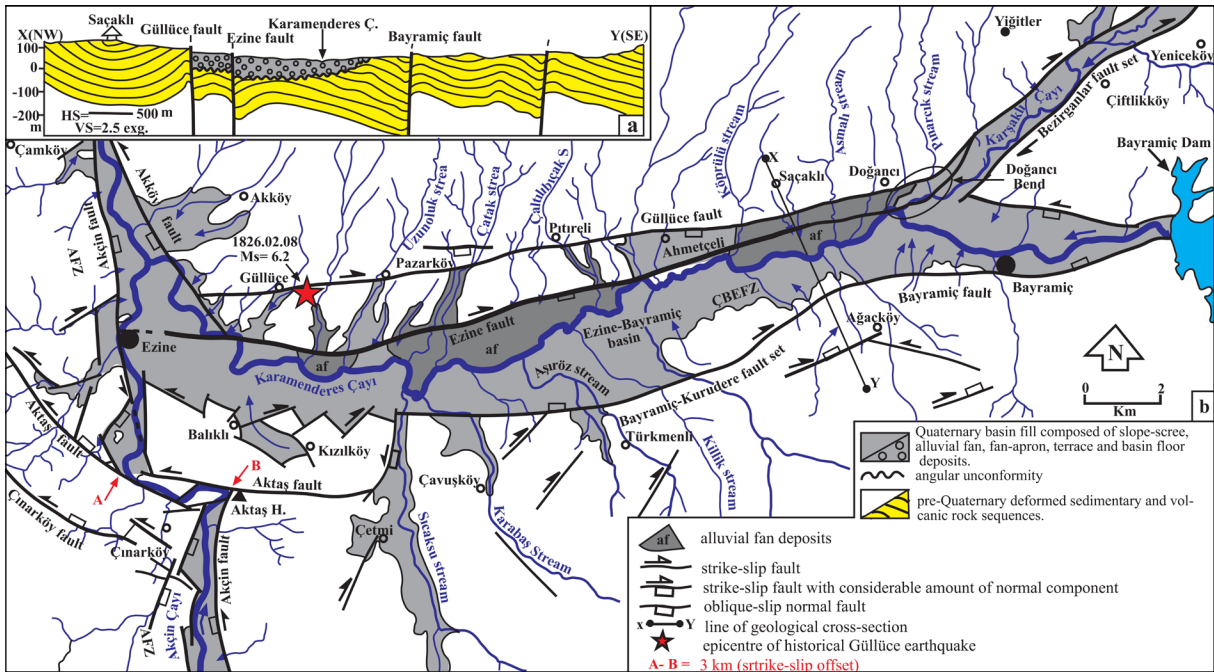 Saçaklı
X(NW)
Güllüce fault
Ezine fault
Karamenderes Ç.
Bayramiç fault
Y(SE)
100
0
-100
-200
m
HS= 500 m
VS=2.5 exg.
a
Yiğitler
Yeniceköy
Çiftlikköy
Bezirganlar fault set
Karşaklı Çayı
Bayramiç Dam
Doğancı
Bend
Pınarcık stream
Asmalı stream
Köprülü stream
Doğancı
X
Saçaklı
Çamköy
Akköy
fault
Akköy
AFZ
Akçin fault
1826.02.08
Ms= 6.2
Güllüce
Uzunoluk strea
Çatak strea
Çaltılıbıcak S
Pazarköy
Pıtıreli
Güllüce fault
Ahmetçeli
af
ÇBEFZ
Bayramiç fault
Bayramiç
Ezine
Ezine fault
af
af
Ezine-Bayramiç
basin
Ağaçköy
Karamenderes Çayı
Aşıröz stream
Bayramiç-Kurudere fault set
Y
N
0 2
Km
b
Balıklı
Kızılköy
Türkmenli
Killik stream
Aktaş fault
A
B
Aktaş fault
Aktaş H.
Çavuşköy
Çınarköy fault
Çınarköy
Akçin fault
AFZ
Akçin Çayı
Çetmi
Sıcaksu stream
Karabaş Stream
Quaternary basin fill composed of slope-scree,
alluvial fan, fan-apron, terrace and basin floor
deposits.
angular unconformity
pre-Quaternary deformed sedimentary and vol-
canic rock sequences.
af alluvial fan deposits
strike-slip fault
strike-slip fault with considerable amount of normal component
oblique-slip normal fault
x Y line of geological cross-section
epicentre of historical Güllüce earthquake
A- B = 3 km (srtrike-slip offset)